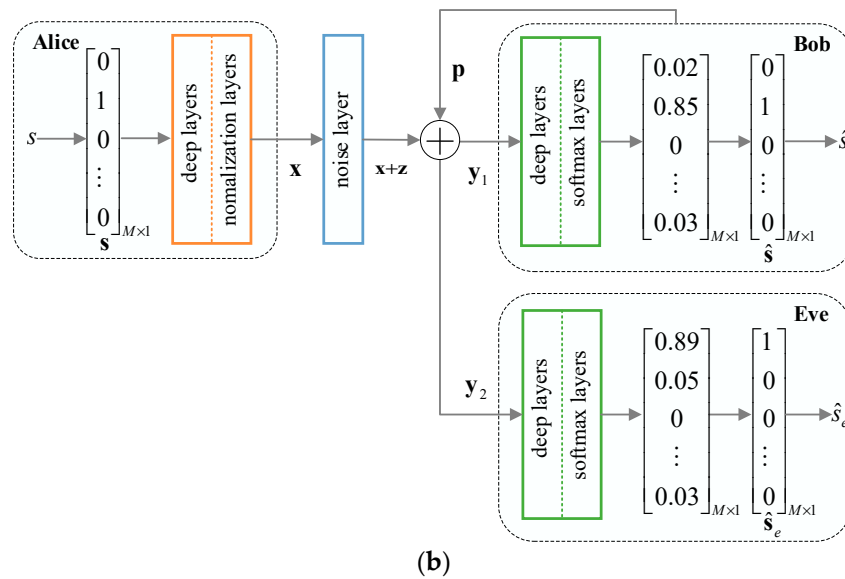 Alice
s
0
1
0
⋮
0
M×1
𝐬
deep layers
nomalization layers
𝐱
noise layer
𝐱+𝐳
𝐩
+
𝐲₁
Bob
deep layers
softmax layers
0.02
0.85
0
⋮
0.03
M×1
0
1
0
⋮
0
M×1
𝐬̂
ŝ
𝐲₂
Eve
deep layers
softmax layers
0.89
0.05
0
⋮
0.03
M×1
1
0
0
⋮
0
M×1
𝐬̂ₑ
ŝₑ
(b)